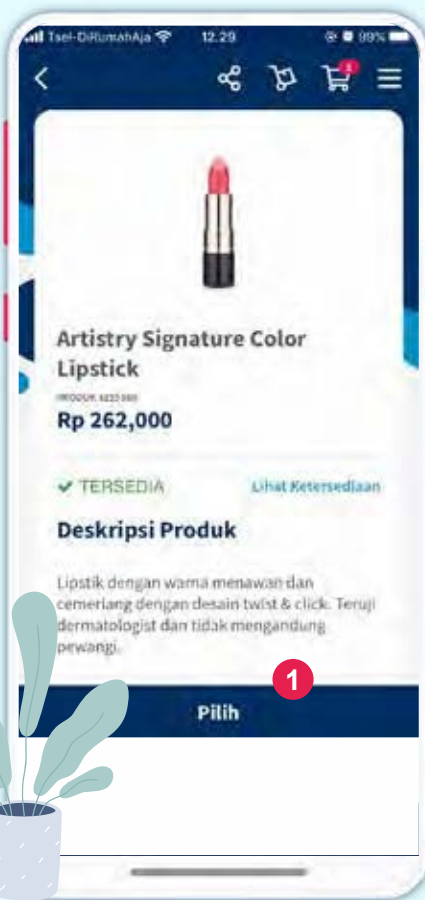 Tsel-DiRumahAja 12.29 99%
Artistry Signature Color
Lipstick
PRODUK
Rp 262,000
TERSEDIA Lihat Ketersediaan
Deskripsi Produk
Lipstik dengan warna menawan dan
cemerlang dengan desain twist & click. Teruji
dermatologist dan tidak mengandung
pewangi.
1
Pilih